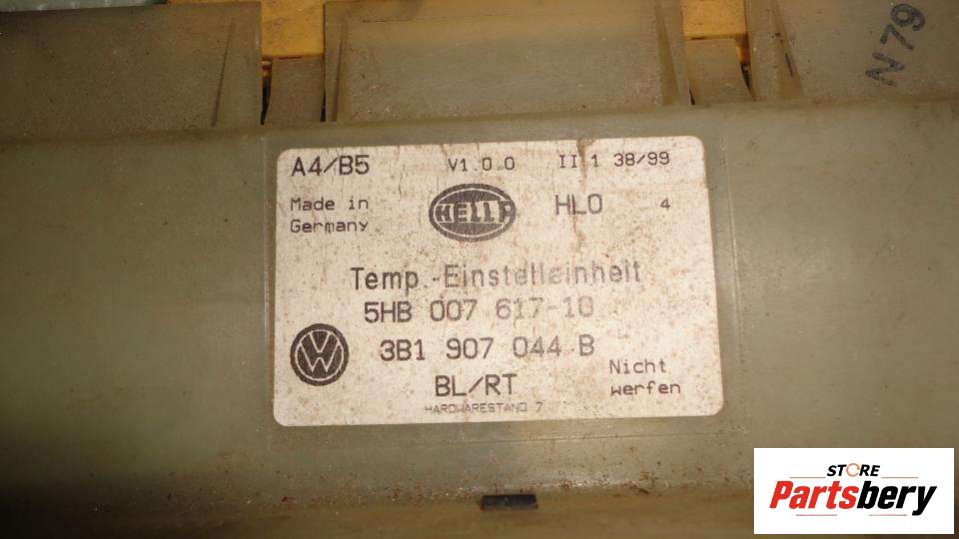 N79
A4/B5 V1.0.0 II 1 38/99
Made in
Germany
HELLA HLO 4
Temp.-Einstelleinheit
5HB 007 617-10
VW 3B1 907 044 B
BL/RT
Nicht
werfen
HARDWARESTAND 7
STORE
Partsbery